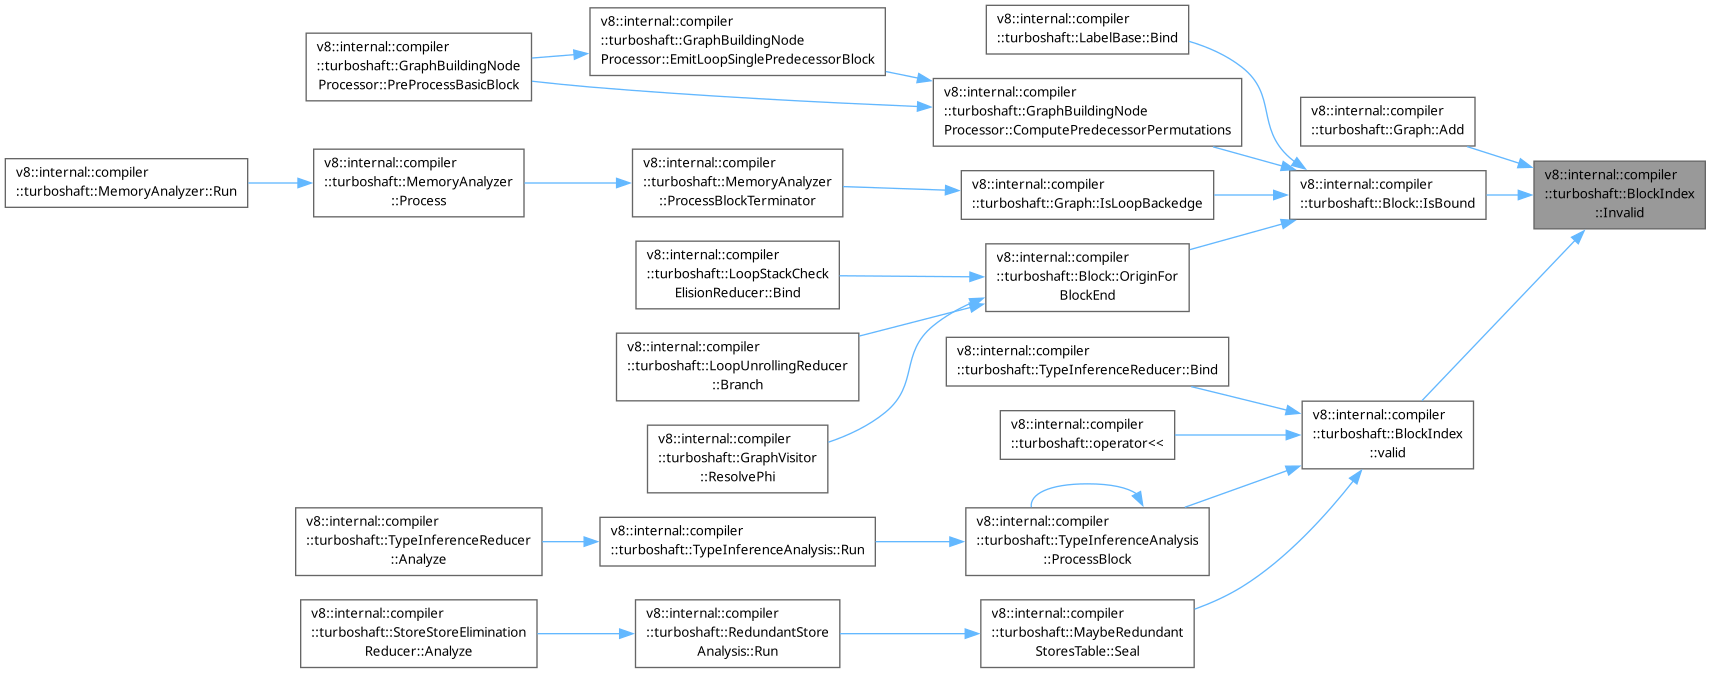 v8::internal::compiler
::turboshaft::GraphBuildingNode
Processor::PreProcessBasicBlock
v8::internal::compiler
::turboshaft::GraphBuildingNode
Processor::EmitLoopSinglePredecessorBlock
v8::internal::compiler
::turboshaft::LabelBase::Bind
v8::internal::compiler
::turboshaft::GraphBuildingNode
Processor::ComputePredecessorPermutations
v8::internal::compiler
::turboshaft::Graph::Add
v8::internal::compiler
::turboshaft::MemoryAnalyzer::Run
v8::internal::compiler
::turboshaft::MemoryAnalyzer
::Process
v8::internal::compiler
::turboshaft::MemoryAnalyzer
::ProcessBlockTerminator
v8::internal::compiler
::turboshaft::Graph::IsLoopBackedge
v8::internal::compiler
::turboshaft::Block::IsBound
v8::internal::compiler
::turboshaft::BlockIndex
::Invalid
v8::internal::compiler
::turboshaft::LoopStackCheck
ElisionReducer::Bind
v8::internal::compiler
::turboshaft::Block::OriginFor
BlockEnd
v8::internal::compiler
::turboshaft::LoopUnrollingReducer
::Branch
v8::internal::compiler
::turboshaft::TypeInferenceReducer::Bind
v8::internal::compiler
::turboshaft::GraphVisitor
::ResolvePhi
v8::internal::compiler
::turboshaft::operator<<
v8::internal::compiler
::turboshaft::BlockIndex
::valid
v8::internal::compiler
::turboshaft::TypeInferenceReducer
::Analyze
v8::internal::compiler
::turboshaft::TypeInferenceAnalysis::Run
v8::internal::compiler
::turboshaft::TypeInferenceAnalysis
::ProcessBlock
v8::internal::compiler
::turboshaft::StoreStoreElimination
Reducer::Analyze
v8::internal::compiler
::turboshaft::RedundantStore
Analysis::Run
v8::internal::compiler
::turboshaft::MaybeRedundant
StoresTable::Seal